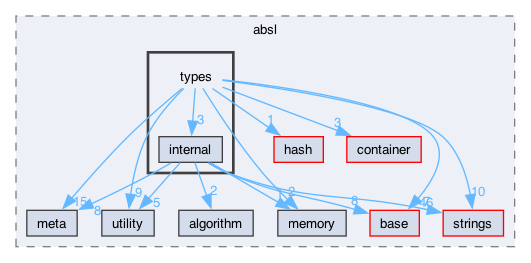 absl
types
3
1
3
internal
hash
container
15
8
9
5
2
8
10
meta
utility
algorithm
memory
base
strings